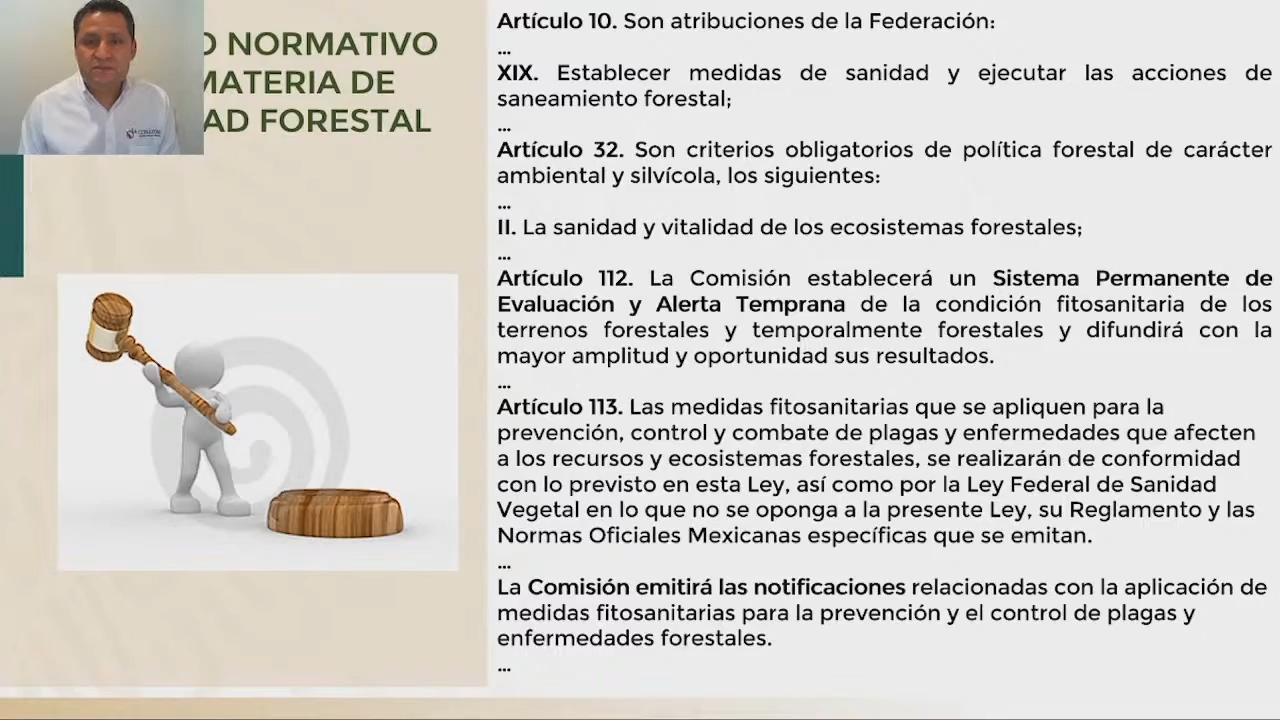 O NORMATIVO
MATERIA DE
AD FORESTAL
Artículo 10. Son atribuciones de la Federación:
...
XIX. Establecer medidas de sanidad y ejecutar las acciones de
saneamiento forestal;
...
Artículo 32. Son criterios obligatorios de política forestal de carácter
ambiental y silvícola, los siguientes:
...
II. La sanidad y vitalidad de los ecosistemas forestales;
...
Artículo 112. La Comisión establecerá un Sistema Permanente de
Evaluación y Alerta Temprana de la condición fitosanitaria de los
terrenos forestales y temporalmente forestales y difundirá con la
mayor amplitud y oportunidad sus resultados.
...
Artículo 113. Las medidas fitosanitarias que se apliquen para la
prevención, control y combate de plagas y enfermedades que afecten
a los recursos y ecosistemas forestales, se realizarán de conformidad
con lo previsto en esta Ley, así como por la Ley Federal de Sanidad
Vegetal en lo que no se oponga a la presente Ley, su Reglamento y las
Normas Oficiales Mexicanas específicas que se emitan.
...
La Comisión emitirá las notificaciones relacionadas con la aplicación de
medidas fitosanitarias para la prevención y el control de plagas y
enfermedades forestales.
...